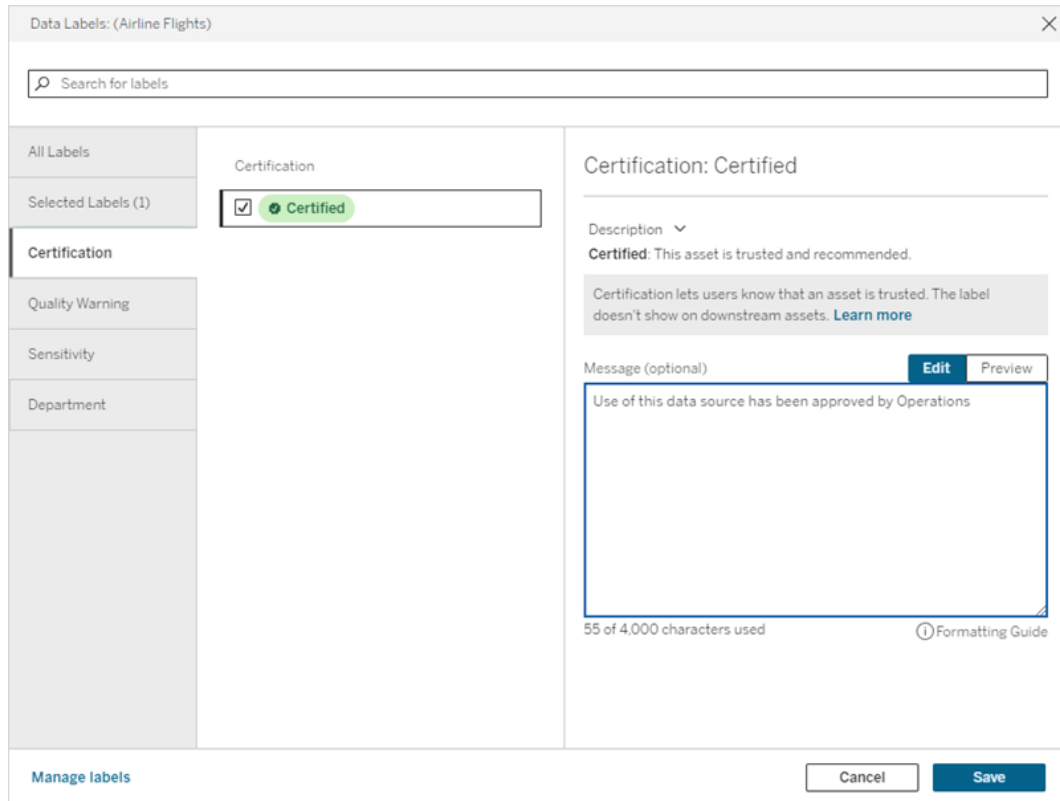 Data Labels: (Airline Flights)
Search for labels
All Labels
Selected Labels (1)
Certification
Quality Warning
Sensitivity
Department
Certification
Certified
Certification: Certified
Description
Certified: This asset is trusted and recommended.
Certification lets users know that an asset is trusted. The label
doesn't show on downstream assets. Learn more
Message (optional)
Edit
Preview
Use of this data source has been approved by Operations
55 of 4,000 characters used
Formatting Guide
Manage labels
Cancel
Save